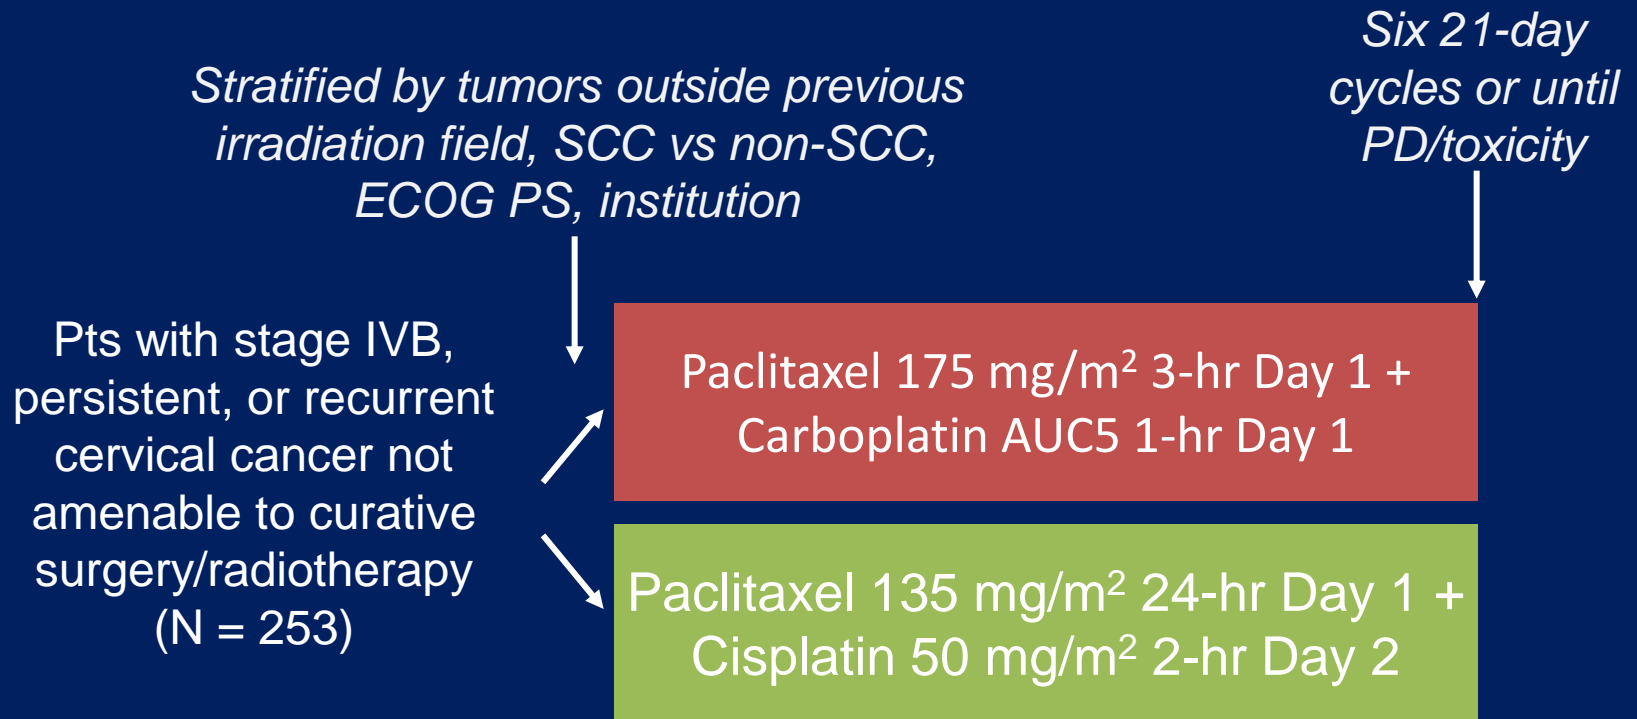 Six 21-day
cycles or until
PD/toxicity
Stratified by tumors outside previous
irradiation field, SCC vs non-SCC,
ECOG PS, institution
Pts with stage IVB,
persistent, or recurrent
cervical cancer not
amenable to curative
surgery/radiotherapy
(N = 253)
Paclitaxel 175 mg/m² 3-hr Day 1 +
Carboplatin AUC5 1-hr Day 1
Paclitaxel 135 mg/m² 24-hr Day 1 +
Cisplatin 50 mg/m² 2-hr Day 2